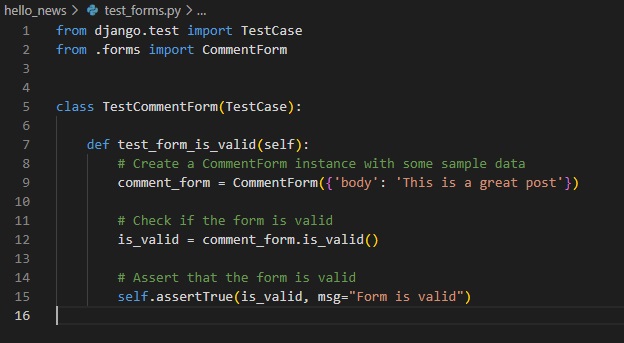 hello_news > test_forms.py > ...
1 from django.test import TestCase
2 from .forms import CommentForm
3
4
5 class TestCommentForm(TestCase):
6
7     def test_form_is_valid(self):
8         # Create a CommentForm instance with some sample data
9         comment_form = CommentForm({'body': 'This is a great post'})
10
11         # Check if the form is valid
12         is_valid = comment_form.is_valid()
13
14         # Assert that the form is valid
15         self.assertTrue(is_valid, msg="Form is valid")
16